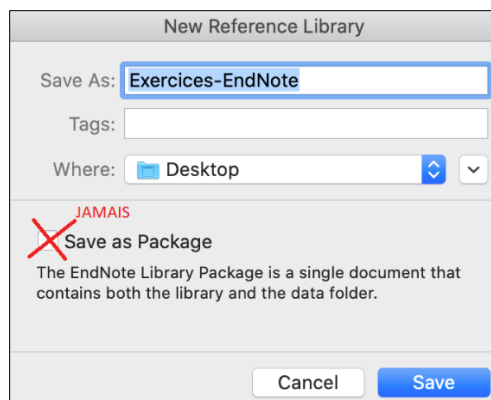 New Reference Library
Save As: Exercices-EndNote
Tags:
Where: Desktop
JAMAIS
Save as Package
The EndNote Library Package is a single document that
contains both the library and the data folder.
Cancel Save